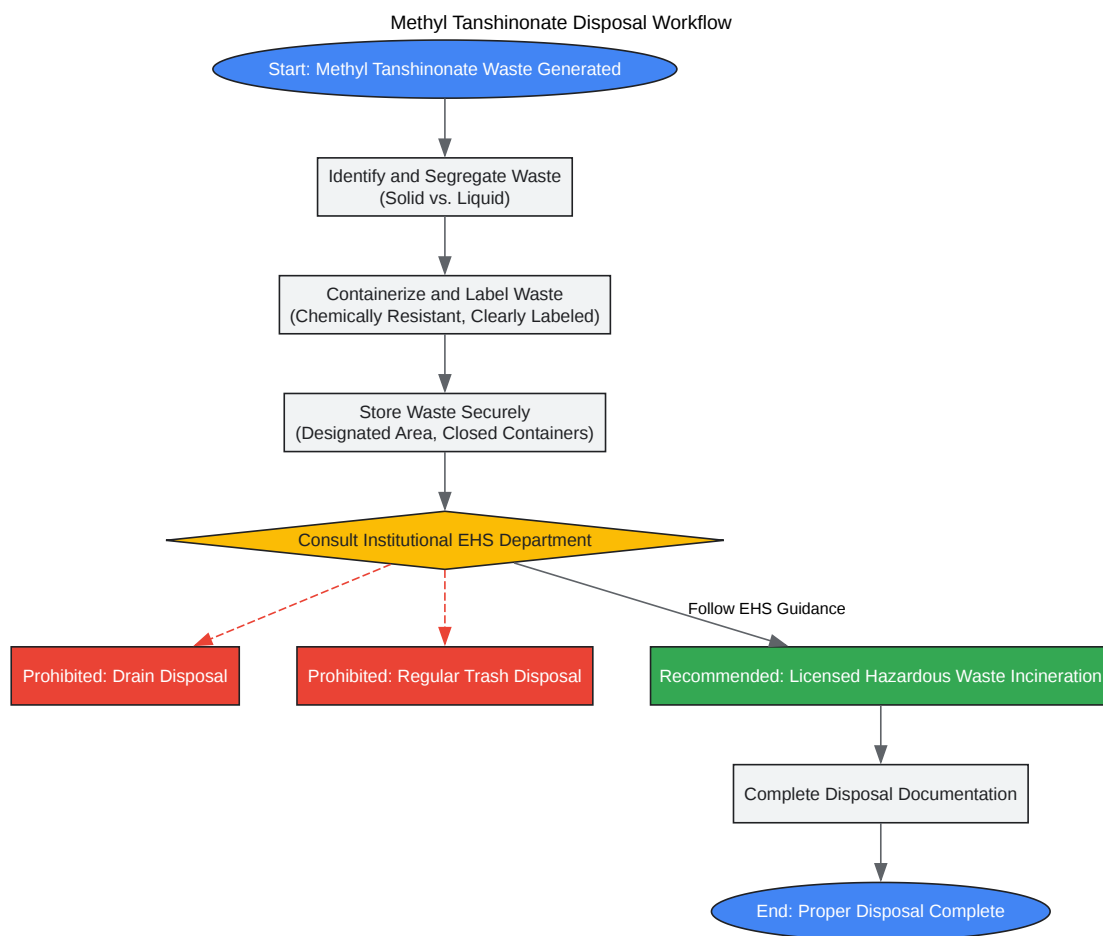 Methyl Tanshinonate Disposal Workflow
Start: Methyl Tanshinonate Waste Generated
Identify and Segregate Waste
(Solid vs. Liquid)
Containerize and Label Waste
(Chemically Resistant, Clearly Labeled)
Store Waste Securely
(Designated Area, Closed Containers)
Consult Institutional EHS Department
Follow EHS Guidance
Prohibited: Drain Disposal
Prohibited: Regular Trash Disposal
Recommended: Licensed Hazardous Waste Incineration
Complete Disposal Documentation
End: Proper Disposal Complete